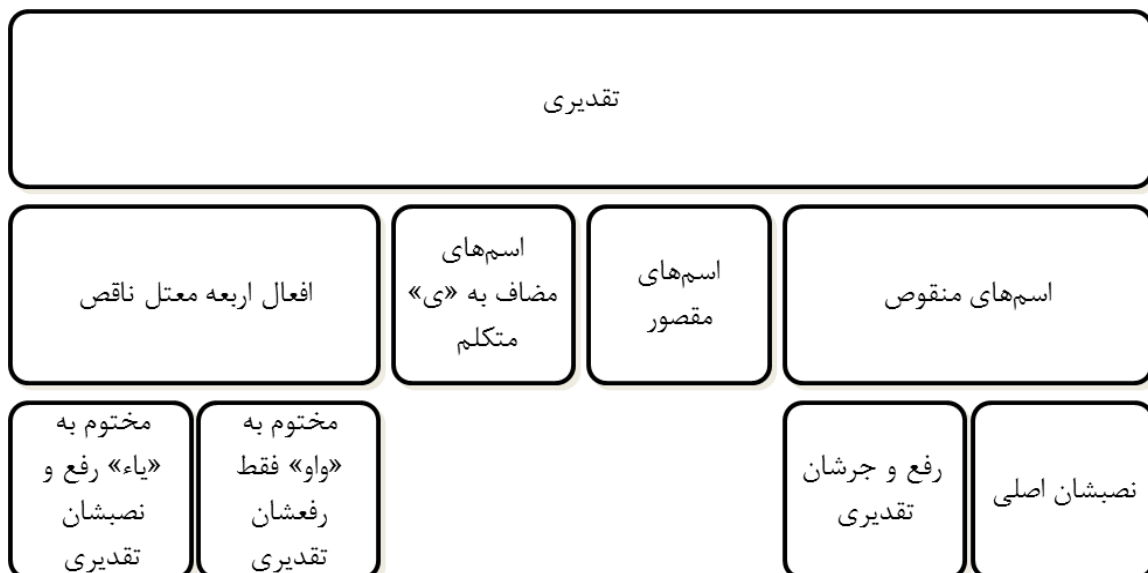 تقدیری
اسم‌های منقوص
اسم‌های
مقصور
اسم‌های
مضاف به «ی»
متکلم
افعال اربعه معتل ناقص
نصبشان اصلی
رفع و جرشان
تقدیری
مختوم به
«واو» فقط
رفعشان
تقدیری
مختوم به
«یاء» رفع و
نصبشان
تقدیری